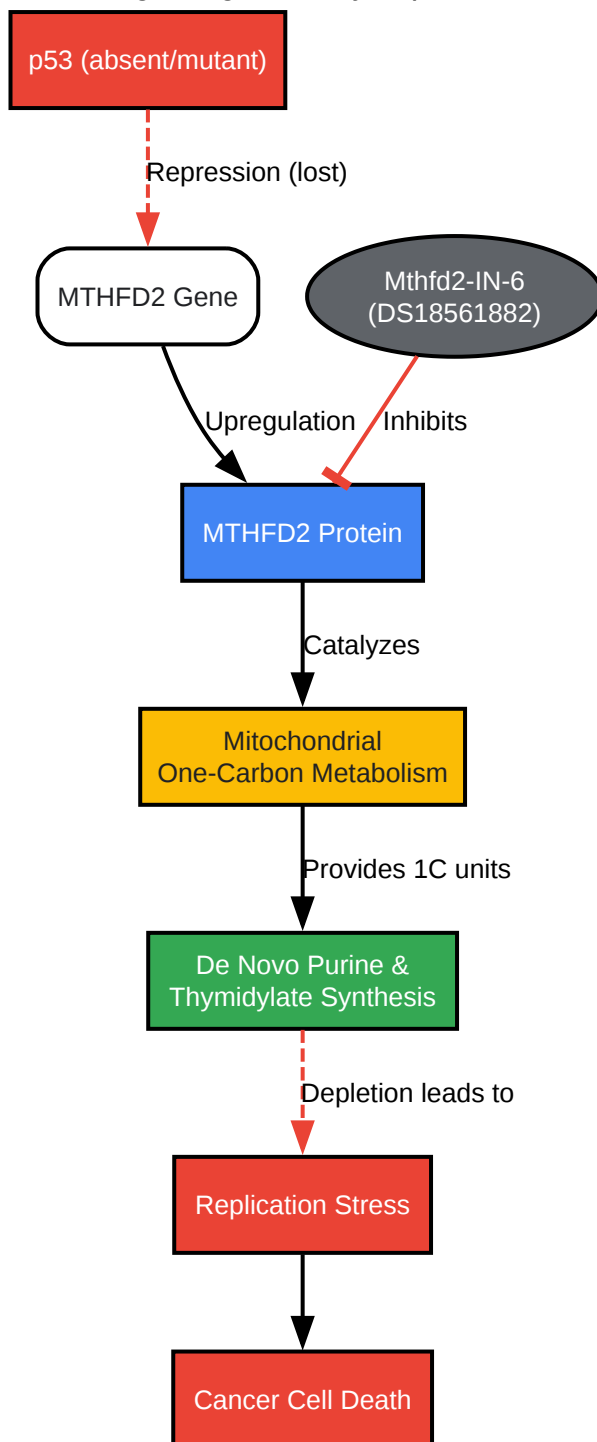 p53 (absent/mutant)
Repression (lost)
MTHFD2 Gene
Mthfd2-IN-6
(DS18561882)
Upregulation
Inhibits
MTHFD2 Protein
Catalyzes
Mitochondrial
One-Carbon Metabolism
Provides 1C units
De Novo Purine &
Thymidylate Synthesis
Depletion leads to
Replication Stress
Cancer Cell Death